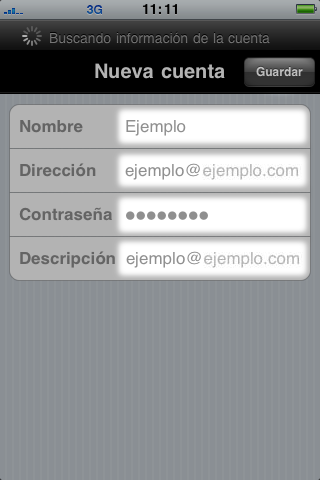 3G 11:11
Buscando información de la cuenta
Nueva cuenta Guardar
Nombre Ejemplo
Dirección ejemplo@ejemplo.com
Contraseña ●●●●●●●●
Descripción ejemplo@ejemplo.com